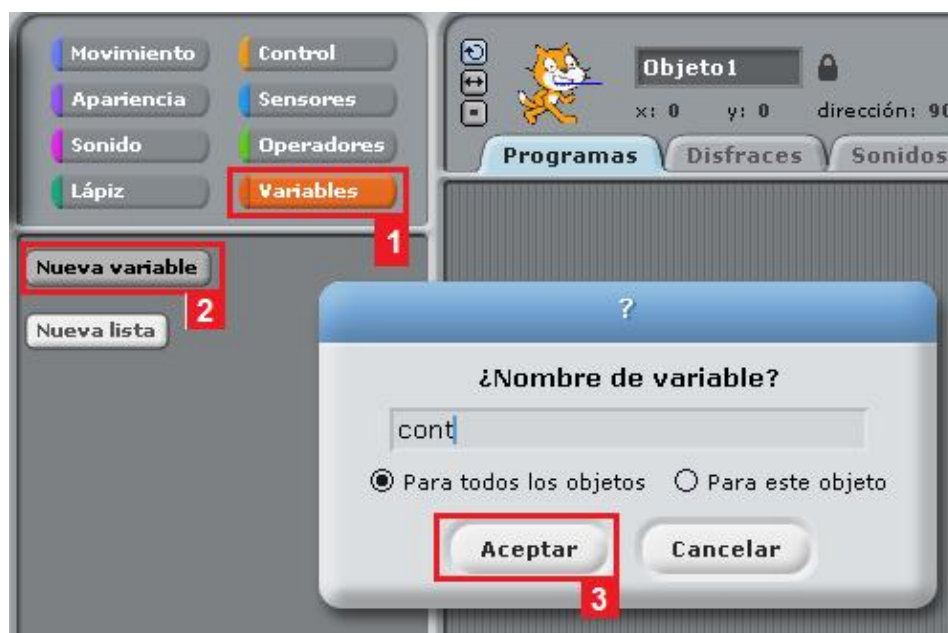 Movimiento
Control
Apariencia
Sensores
Sonido
Operadores
Lápiz
Variables
1
Nueva variable
2
Nueva lista
Objeto1
x: 0 y: 0 dirección: 90
Programas
Disfraces
Sonidos
?
¿Nombre de variable?
cont
Para todos los objetos
Para este objeto
Aceptar
Cancelar
3